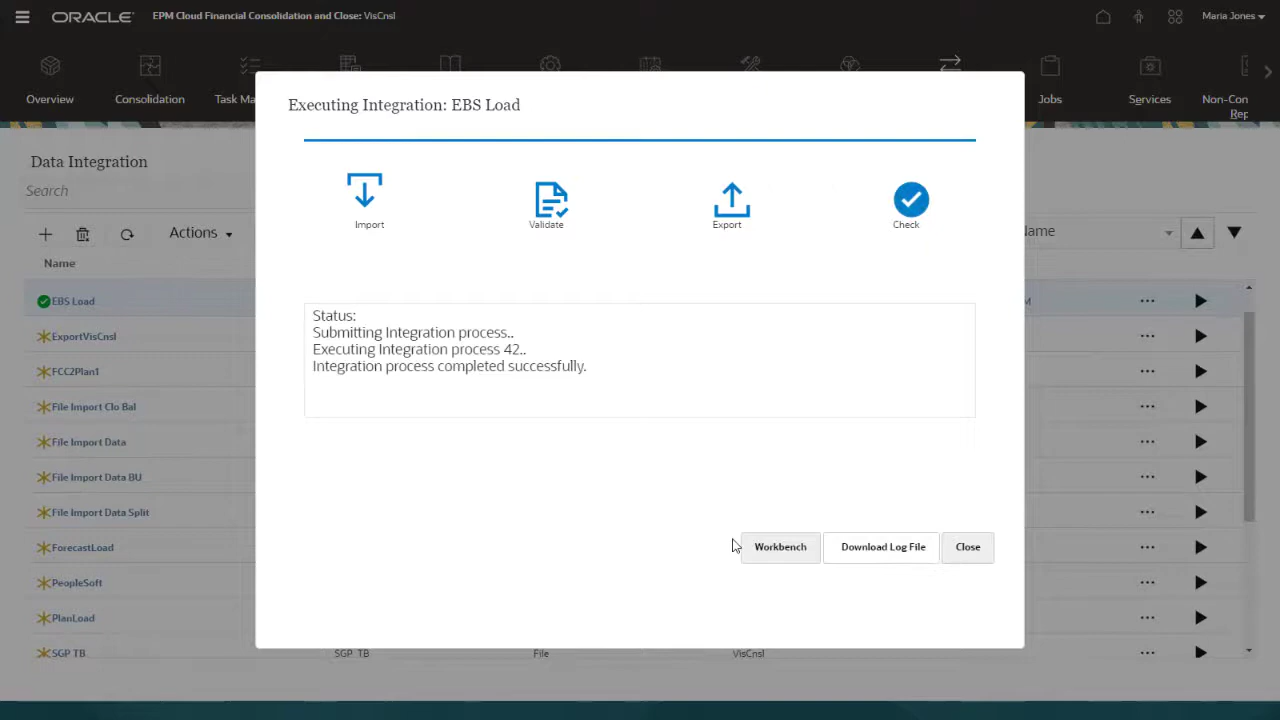 ORACLE EPM Cloud Financial Consolidation and Close: VisCnsl
Maria Jones
Overview
Consolidation
Task
Jobs
Services
Non-Con
Executing Integration: EBS Load
Import
Validate
Export
Check
Status:
Submitting Integration process..
Executing Integration process 42..
Integration process completed successfully.
Workbench
Download Log File
Close
Data Integration
Search
Actions
Name
EBS Load
ExportVisCnsl
FCC2Plan1
File Import Clo Bal
File Import Data
File Import Data BU
File Import Data Split
ForecastLoad
PeopleSoft
PlanLoad
SGP TB
SGP TB
File
VisCnsl